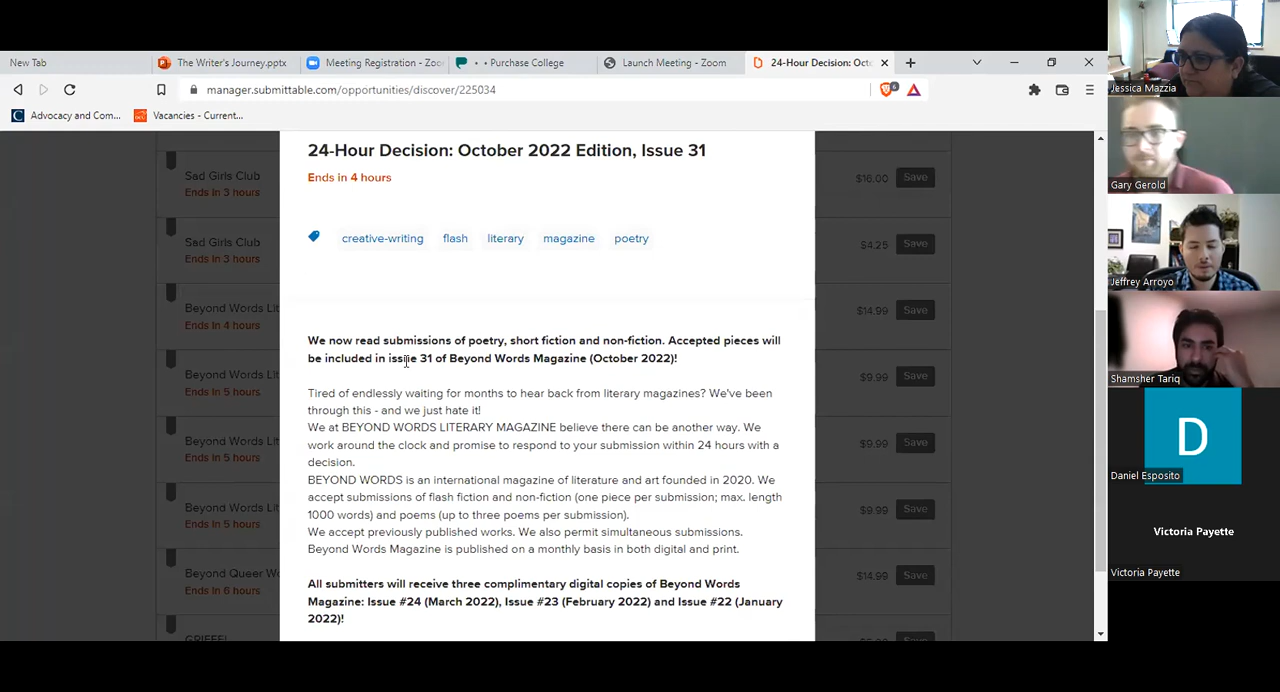 New Tab
The Writer's Journey.pptx
Meeting Registration - Zoo
Purchase College
Launch Meeting - Zoom
24-Hour Decision: Octo
manager.submittable.com/opportunities/discover/225034
6
Advocacy and Com...
Vacancies - Current...
24-Hour Decision: October 2022 Edition, Issue 31
Ends in 4 hours
creative-writing flash literary magazine poetry
We now read submissions of poetry, short fiction and non-fiction. Accepted pieces will
be included in issue 31 of Beyond Words Magazine (October 2022)!
Tired of endlessly waiting for months to hear back from literary magazines? We've been
through this - and we just hate it!
We at BEYOND WORDS LITERARY MAGAZINE believe there can be another way. We
work around the clock and promise to respond to your submission within 24 hours with a
decision.
BEYOND WORDS is an international magazine of literature and art founded in 2020. We
accept submissions of flash fiction and non-fiction (one piece per submission; max. length
1000 words) and poems (up to three poems per submission).
We accept previously published works. We also permit simultaneous submissions.
Beyond Words Magazine is published on a monthly basis in both digital and print.
All submitters will receive three complimentary digital copies of Beyond Words
Magazine: Issue #24 (March 2022), Issue #23 (February 2022) and Issue #22 (January
2022)!
Sad Girls Club
Ends in 3 hours
$16.00 Save
Sad Girls Club
Ends in 3 hours
$4.25 Save
Beyond Words Lit
Ends in 4 hours
$14.99 Save
Beyond Words Lit
Ends in 5 hours
$9.99 Save
Beyond Words Lit
Ends in 5 hours
$9.99 Save
Beyond Words Lit
Ends in 5 hours
$9.99 Save
Beyond Queer Wo
Ends in 6 hours
$14.99 Save
Jessica Mazzia
Gary Gerold
Jeffrey Arroyo
Shamsher Tariq
D
Daniel Esposito
Victoria Payette
Victoria Payette